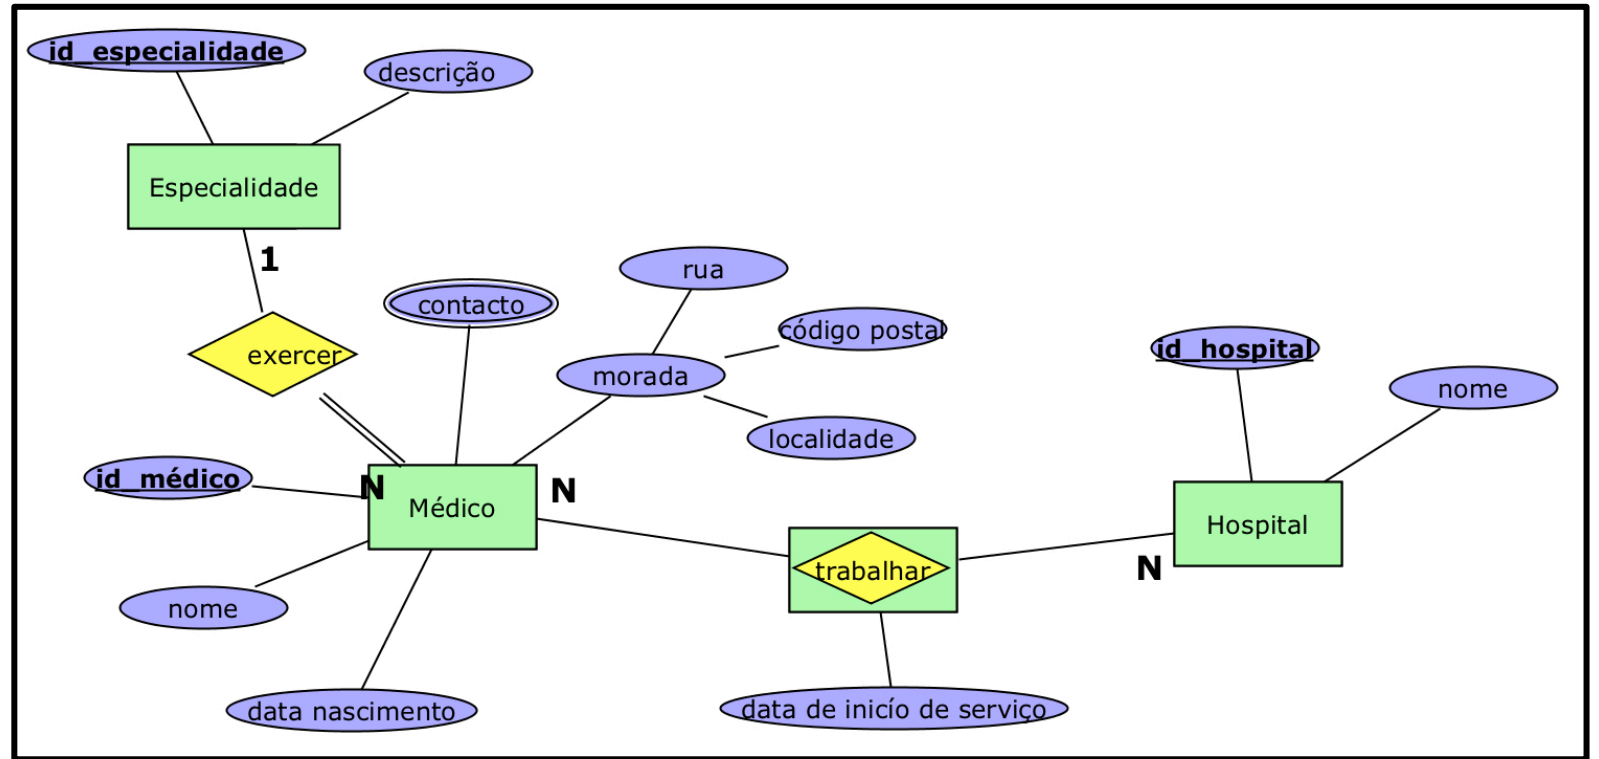 id_especialidade
descrição
Especialidade
1
rua
contacto
código postal
id_hospital
exercer
morada
nome
localidade
id_médico
N
Médico
N
Hospital
trabalhar
N
nome
data nascimento
data de inicío de serviço